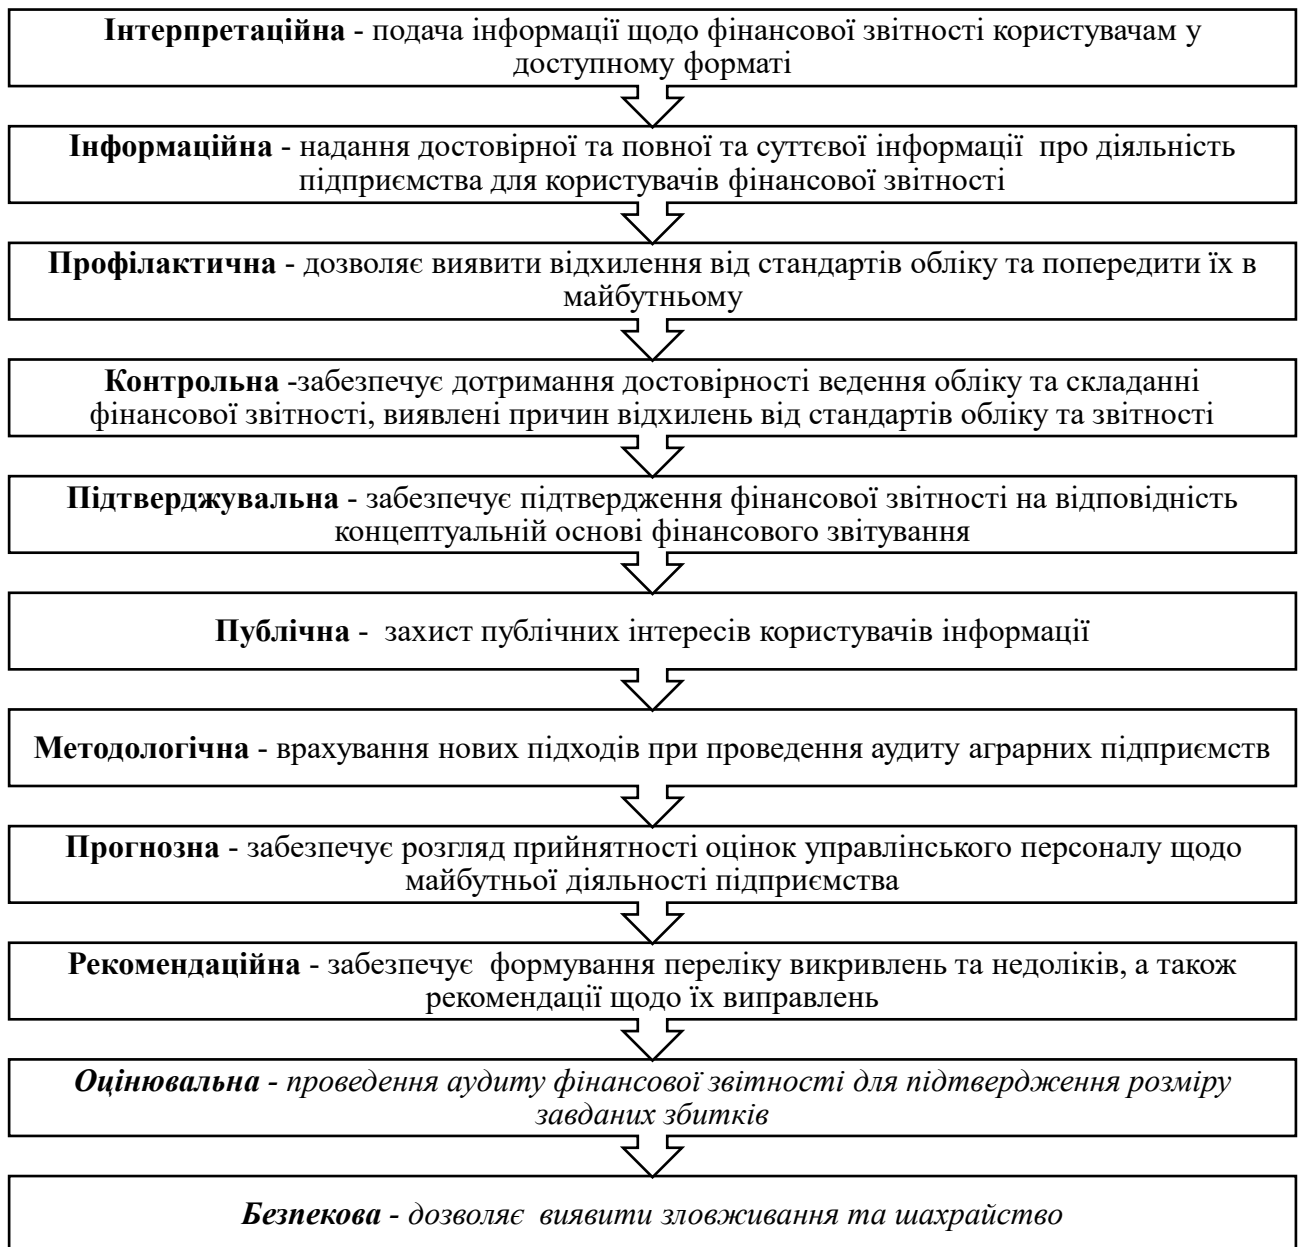 Інтерпретаційна - подача інформації щодо фінансової звітності користувачам у
доступному форматі
Інформаційна - надання достовірної та повної та суттєвої інформації про діяльність
підприємства для користувачів фінансової звітності
Профілактична - дозволяє виявити відхилення від стандартів обліку та попередити їх в
майбутньому
Контрольна -забезпечує дотримання достовірності ведення обліку та складанні
фінансової звітності, виявлені причин відхилень від стандартів обліку та звітності
Підтверджувальна - забезпечує підтвердження фінансової звітності на відповідність
концептуальній основі фінансового звітування
Публічна - захист публічних інтересів користувачів інформації
Методологічна - врахування нових підходів при проведення аудиту аграрних підприємств
Прогнозна - забезпечує розгляд прийнятності оцінок управлінського персоналу щодо
майбутньої діяльності підприємства
Рекомендаційна - забезпечує формування переліку викривлень та недоліків, а також
рекомендації щодо їх виправлень
Оцінювальна - проведення аудиту фінансової звітності для підтвердження розміру
завданих збитків
Безпекова - дозволяє виявити зловживання та шахрайство